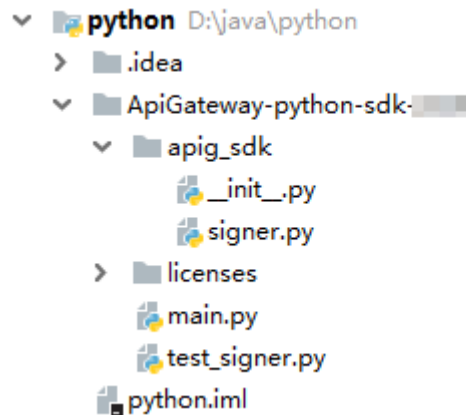 python D:\java\python
.idea
ApiGateway-python-sdk-
apig_sdk
__init__.py
signer.py
licenses
main.py
test_signer.py
python.iml